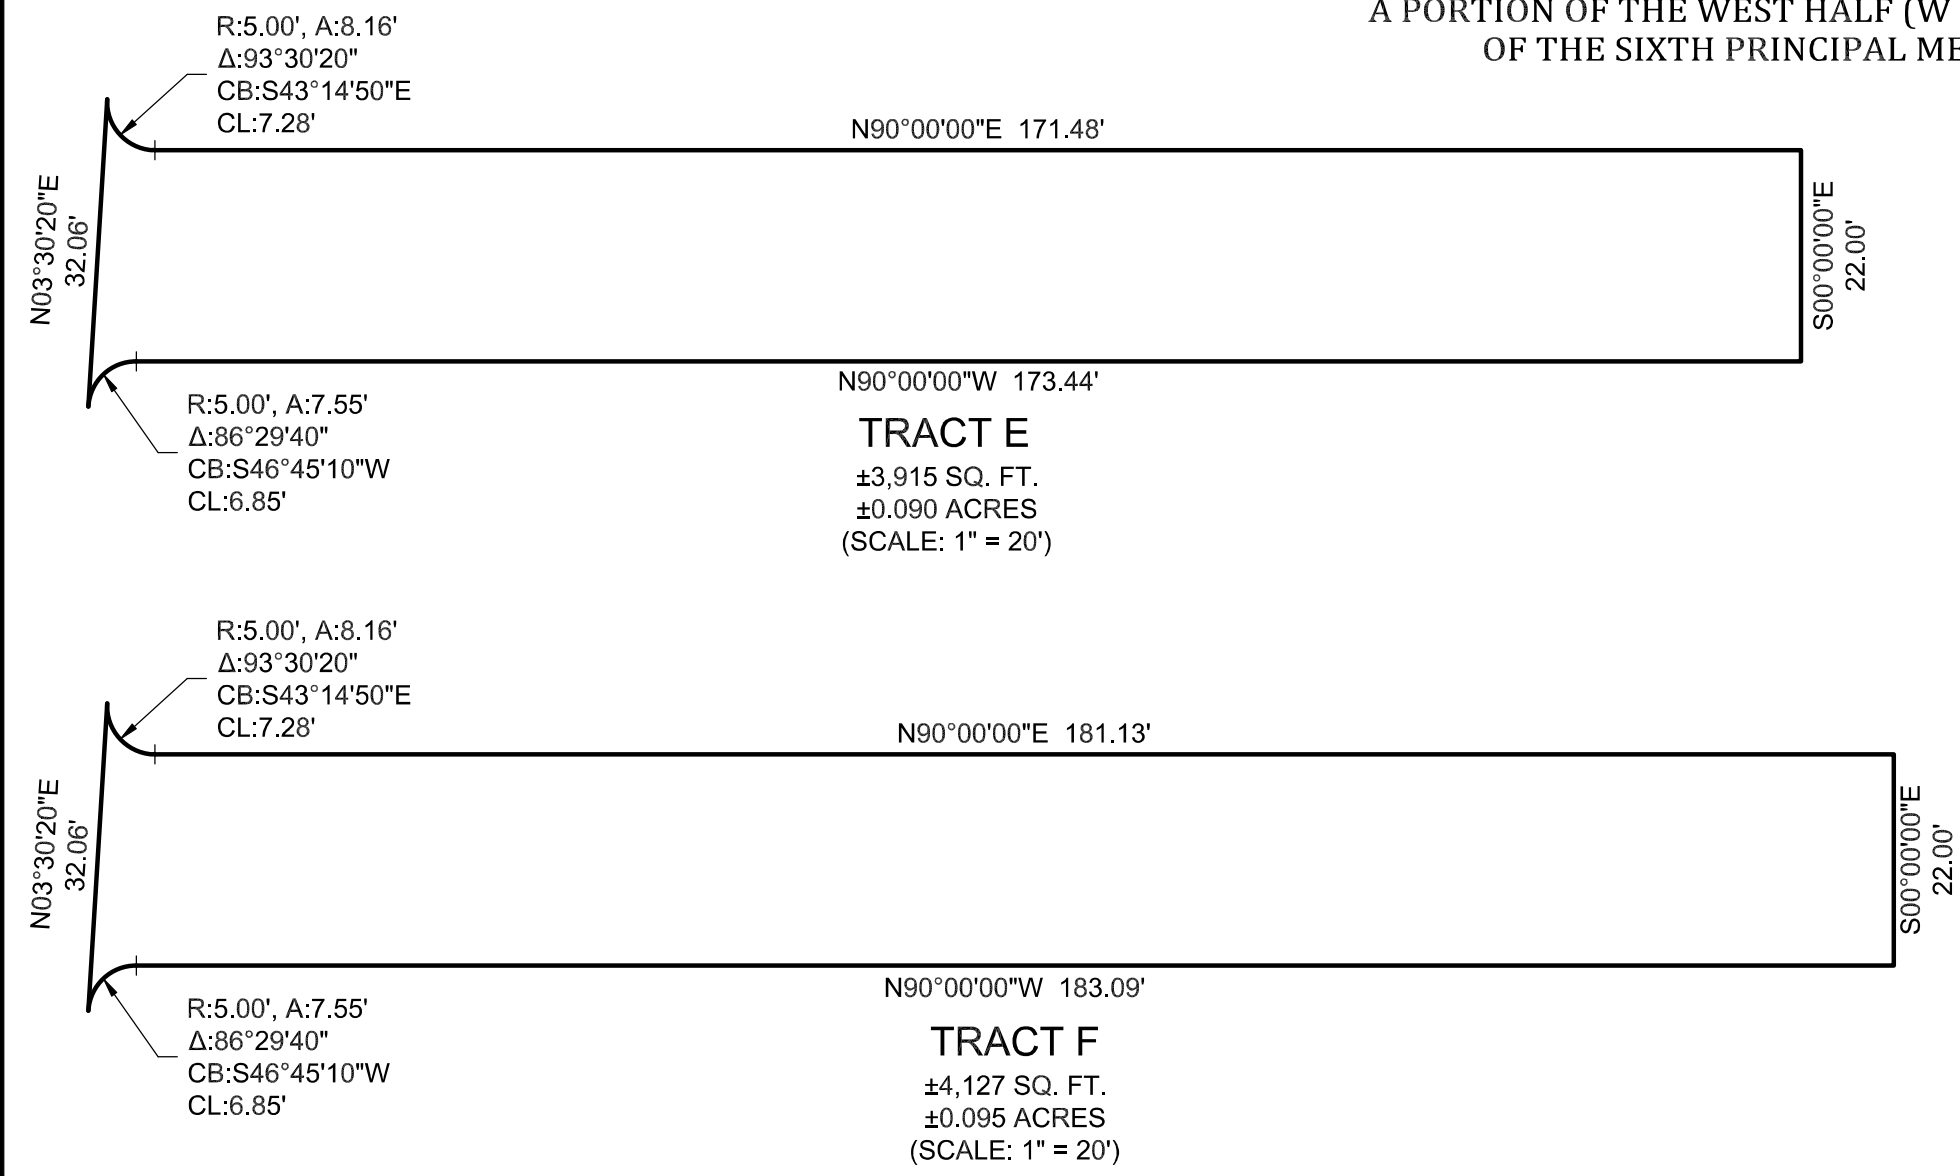 A PORTION OF THE WEST HALF (W
OF THE SIXTH PRINCIPAL ME
R:5.00', A:8.16'
Δ:93°30'20"
CB:S43°14'50"E
CL:7.28'
N90°00'00"E 171.48'
N03°30'20"E
32.06'
S00°00'00"E
22.00'
N90°00'00"W 173.44'
R:5.00', A:7.55'
Δ:86°29'40"
CB:S46°45'10"W
CL:6.85'
TRACT E
±3,915 SQ. FT.
±0.090 ACRES
(SCALE: 1" = 20')
R:5.00', A:8.16'
Δ:93°30'20"
CB:S43°14'50"E
CL:7.28'
N90°00'00"E 181.13'
N03°30'20"E
32.06'
S00°00'00"E
22.00'
N90°00'00"W 183.09'
R:5.00', A:7.55'
Δ:86°29'40"
CB:S46°45'10"W
CL:6.85'
TRACT F
±4,127 SQ. FT.
±0.095 ACRES
(SCALE: 1" = 20')